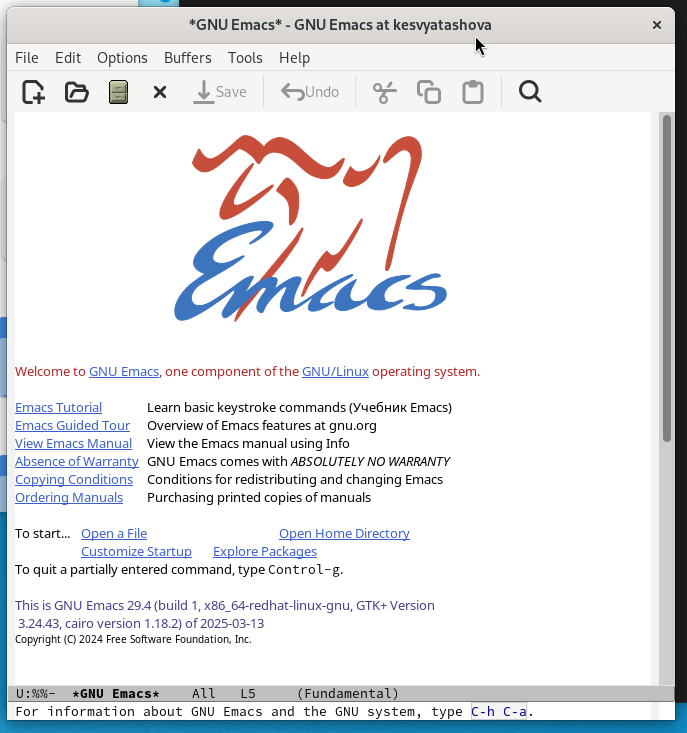 *GNU Emacs* - GNU Emacs at kesvyatashova
File Edit Options Buffers Tools Help
Save Undo
Emacs
Welcome to GNU Emacs, one component of the GNU/Linux operating system.
Emacs Tutorial Learn basic keystroke commands (Учебник Emacs)
Emacs Guided Tour Overview of Emacs features at gnu.org
View Emacs Manual View the Emacs manual using Info
Absence of Warranty GNU Emacs comes with ABSOLUTELY NO WARRANTY
Copying Conditions Conditions for redistributing and changing Emacs
Ordering Manuals Purchasing printed copies of manuals
To start... Open a File Open Home Directory
Customize Startup Explore Packages
To quit a partially entered command, type Control-g.
This is GNU Emacs 29.4 (build 1, x86_64-redhat-linux-gnu, GTK+ Version
3.24.43, cairo version 1.18.2) of 2025-03-13
Copyright (C) 2024 Free Software Foundation, Inc.
U:%%- *GNU Emacs* All L5 (Fundamental)
For information about GNU Emacs and the GNU system, type C-h C-a.